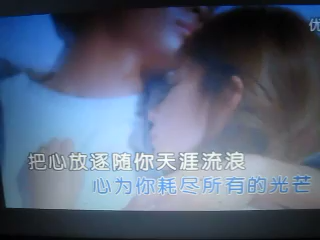 优
把心放逐随你天涯流浪
心为你耗尽所有的光芒